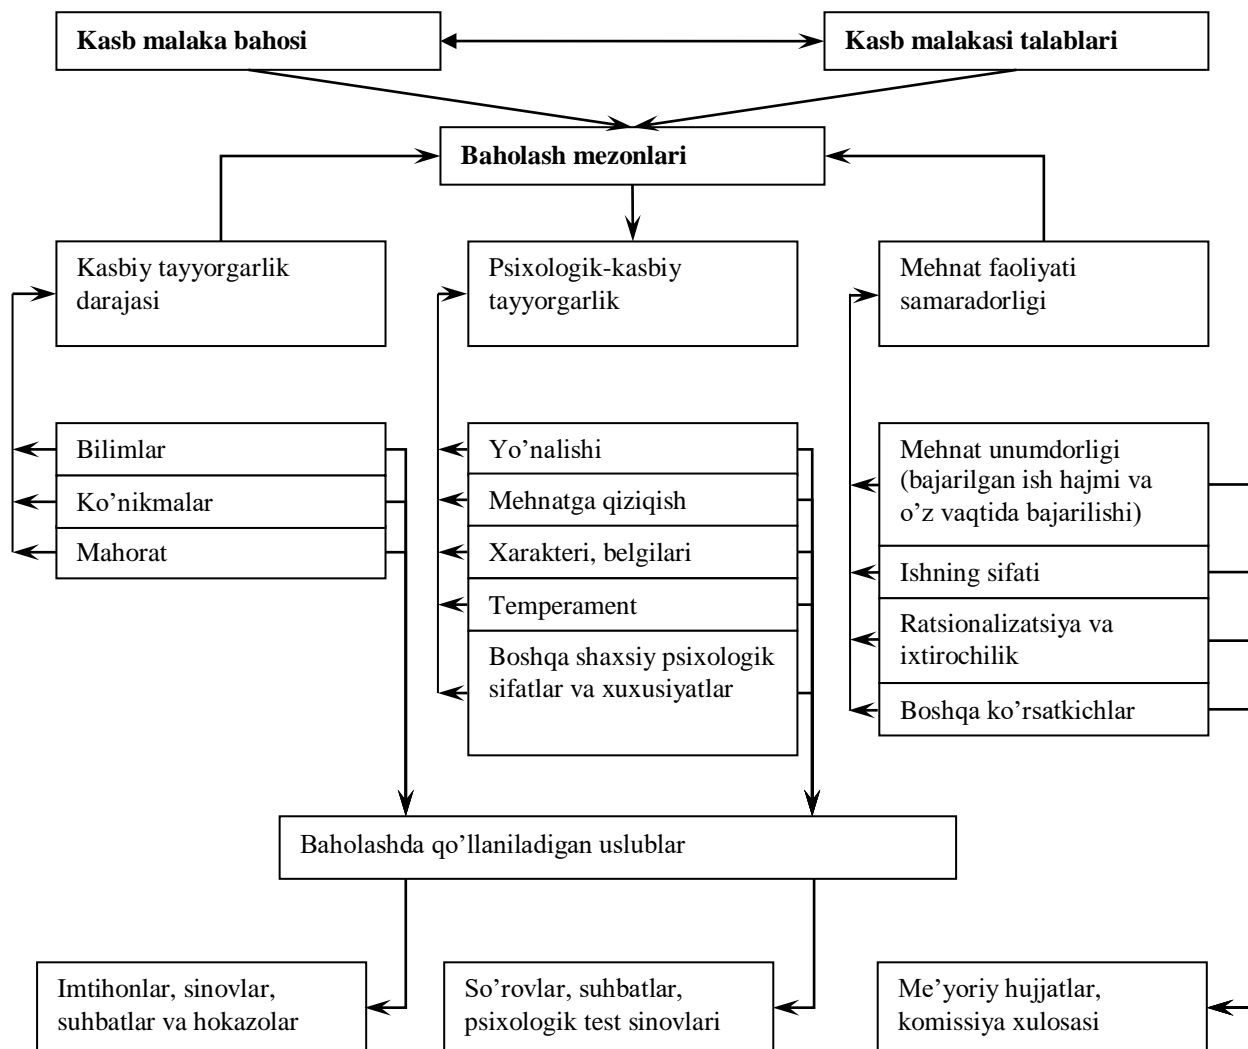 Kasb malaka bahosi
Kasb malakasi talablari
Baholash mezonlari
Kasbiy tayyorgarlik
darajasi
Psixologik-kasbiy
tayyorgarlik
Mehnat faoliyati
samaradorligi
Bilimlar
Ko’nikmalar
Mahorat
Yo’nalishi
Mehnatga qiziqish
Xarakteri, belgilari
Temperament
Boshqa shaxsiy psixologik
sifatlar va xuxusiyatlar
Mehnat unumdorligi
(bajarilgan ish hajmi va
o’z vaqtida bajarilishi)
Ishning sifati
Ratsionalizatsiya va
ixtirochilik
Boshqa ko’rsatkichlar
Baholashda qo’llaniladigan uslublar
Imtihonlar, sinovlar,
suhbatlar va hokazolar
So’rovlar, suhbatlar,
psixologik test sinovlari
Me’yoriy hujjatlar,
komissiya xulosasi